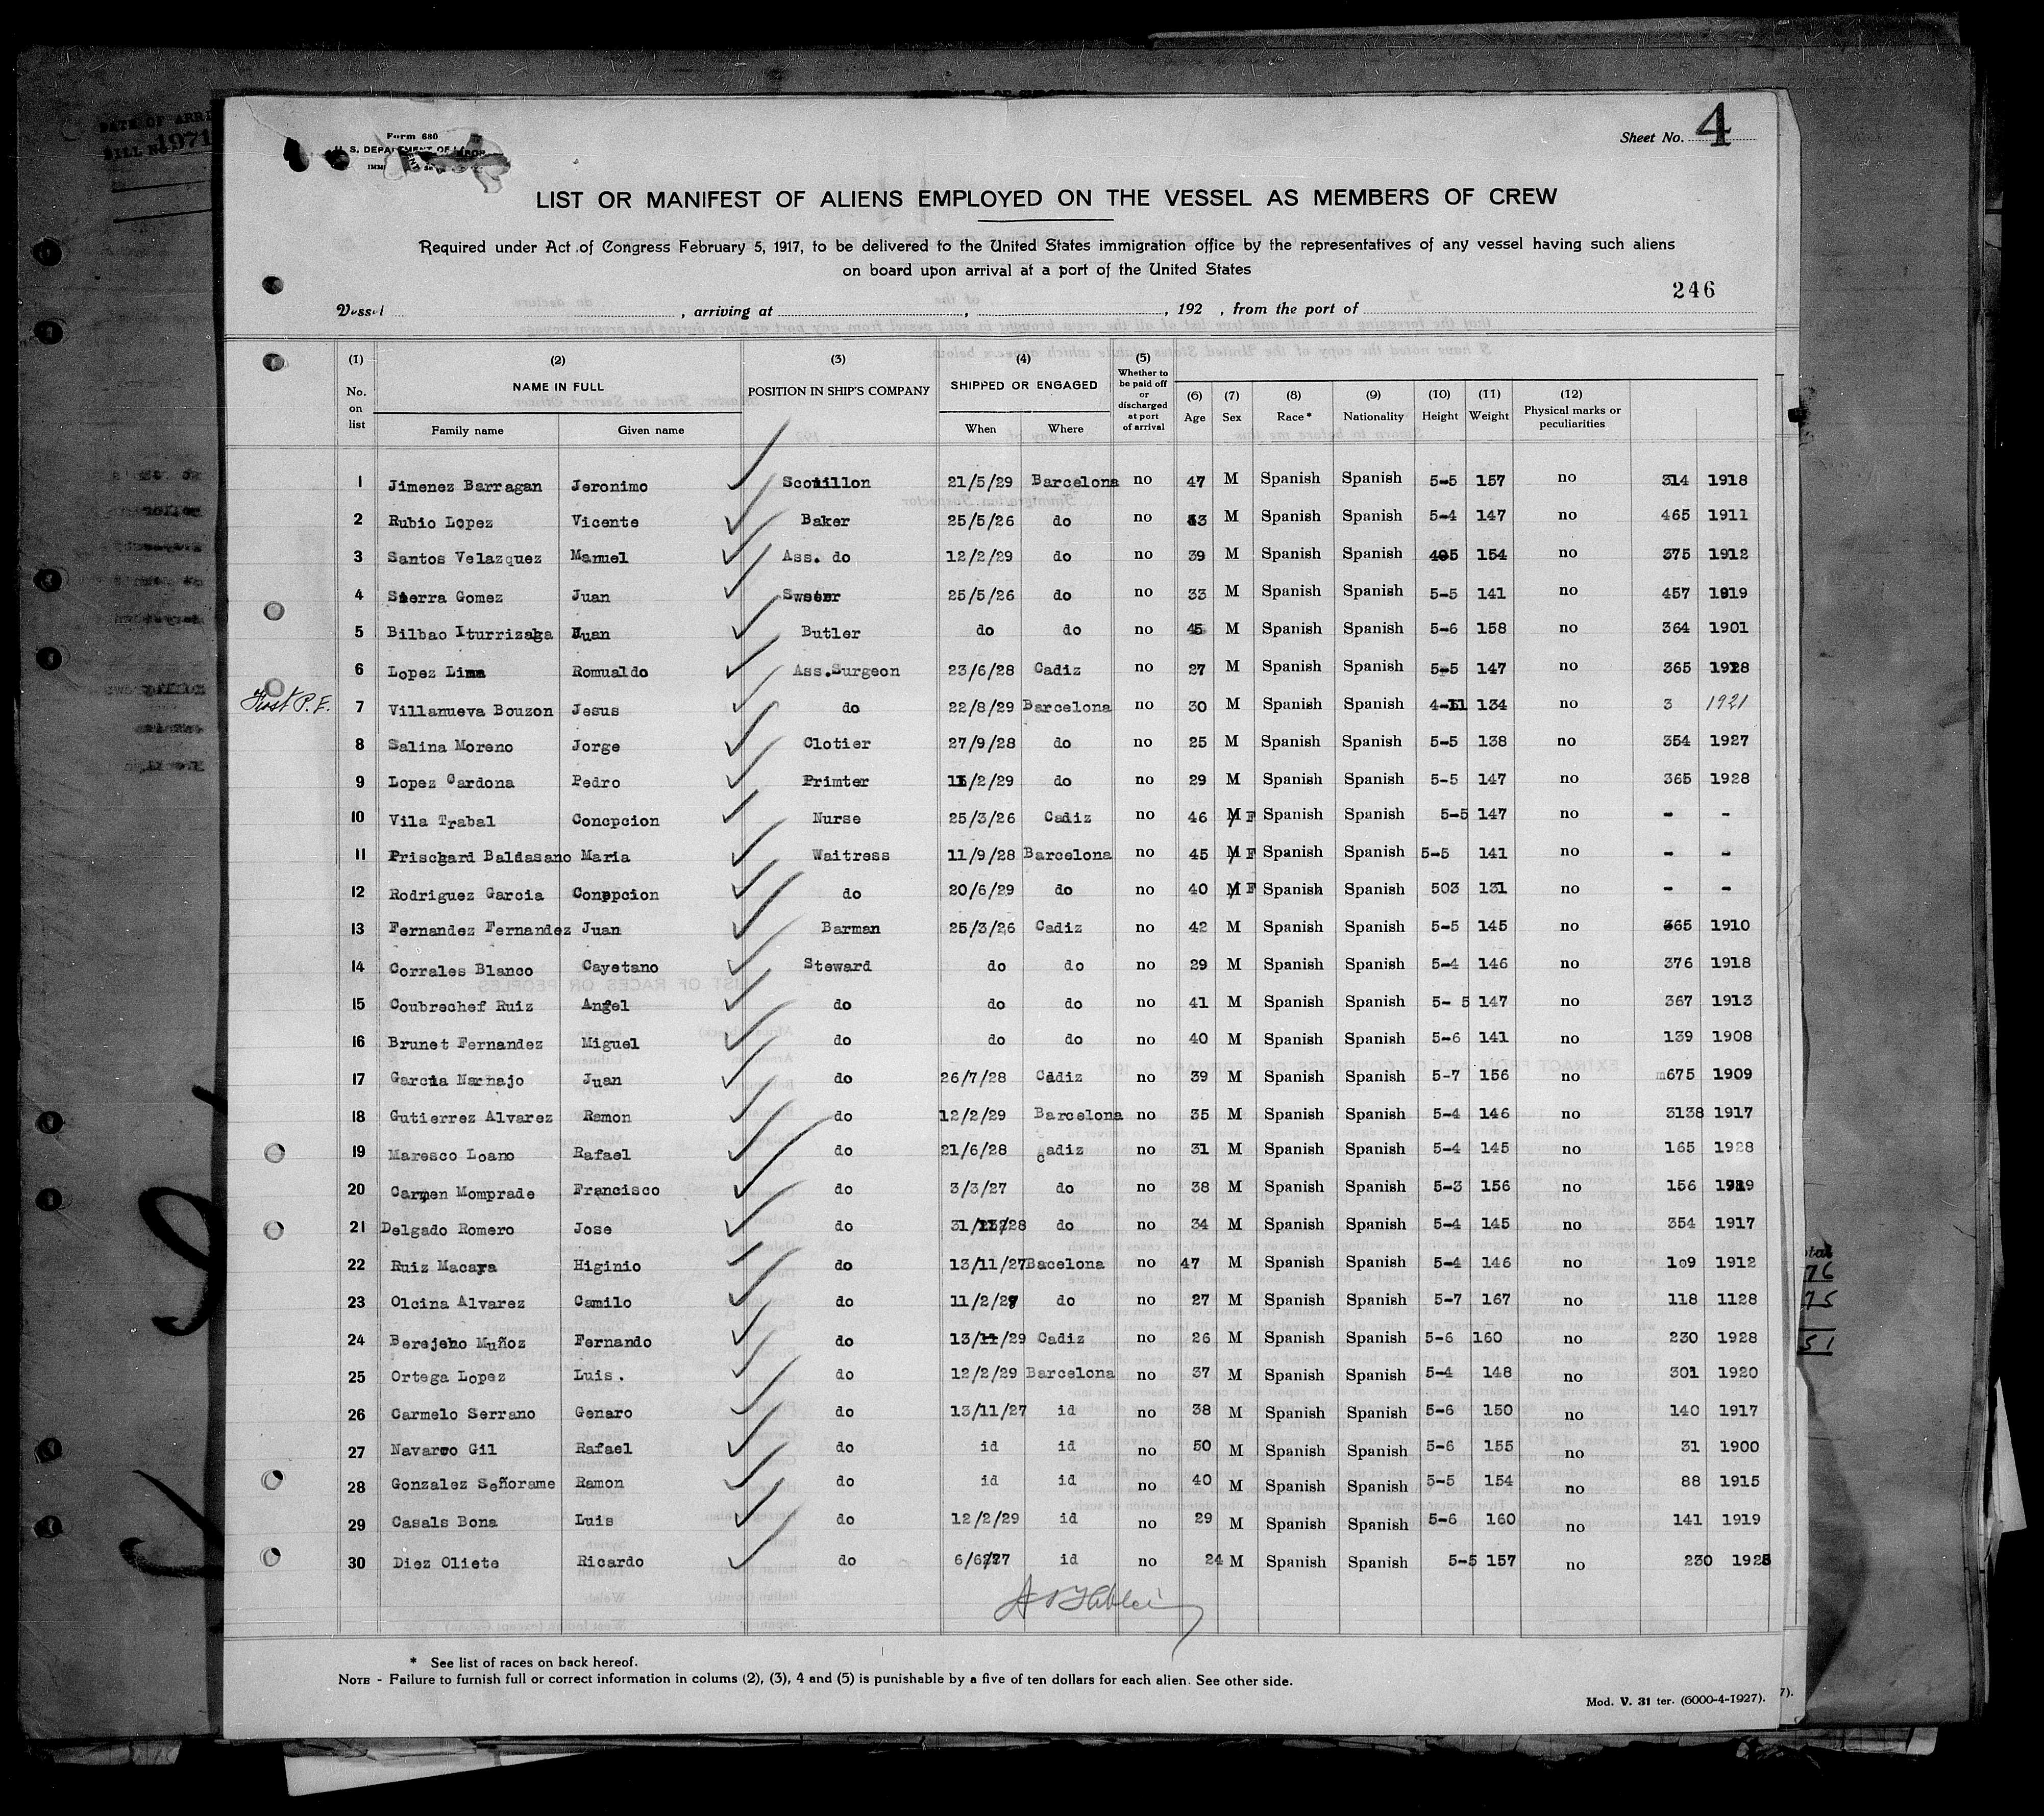 DATE OF ARRI
BILL NO. 1971
Form 680
U. S. DEPARTMENT OF LABOR
Sheet No. 4
LIST OR MANIFEST OF ALIENS EMPLOYED ON THE VESSEL AS MEMBERS OF CREW
Required under Act of Congress February 5, 1917, to be delivered to the United States immigration office by the representatives of any vessel having such aliens
on board upon arrival at a port of the United States
246
Vessel , arriving at , , 192 , from the port of
(1) (2) (3) (4) (5)
No. on list NAME IN FULL POSITION IN SHIP'S COMPANY SHIPPED OR ENGAGED Whether to be paid off or discharged at port of arrival (6) Age (7) Sex (8) Race* (9) Nationality (10) Height (11) Weight (12) Physical marks or peculiarities
Family name Given name When Where
1 Jimenez Barragan Jeronimo Scouillon 21/5/29 Barcelona no 47 M Spanish Spanish 5-5 157 no 314 1918
2 Rubio Lopez Vicente Baker 25/5/26 do no 33 M Spanish Spanish 5-4 147 no 465 1911
3 Santos Velazquez Manuel Ass. do 12/2/29 do no 39 M Spanish Spanish 154 no 375 1912
4 Sierra Gomez Juan 25/5/26 do no 33 M Spanish Spanish 5-5 141 no 457 1919
5 Bilbao Iturrizaga Juan Butler do do no 45 M Spanish Spanish 5-6 158 no 364 1901
6 Lopez Lima Romualdo Ass.Surgeon 23/6/28 Cadiz no 27 M Spanish Spanish 5-5 147 no 365 1928
7 Villanueva Bouzon Jesus do 22/8/29 Barcelona no 30 M Spanish Spanish 4-11 134 no 3 1921
8 Salina Moreno Jorge Clotier 27/9/28 do no 25 M Spanish Spanish 5-5 138 no 354 1927
9 Lopez Cardona Pedro Primter /2/29 do no 29 M Spanish Spanish 5-5 147 no 365 1928
10 Vila Trabal Concpcion Nurse 25/3/26 Cadiz no 46 M F Spanish Spanish 5-5 147 no - -
11 Prisckard Baldasano Maria Waitress 11/9/28 Barcelona no 45 M F Spanish Spanish 5-5 141 no - -
12 Rodriguez Garcia Conppcion do 20/6/29 do no 40 M F Spanish Spanish 503 131 no - -
13 Fernandez Fernandez Juan Barman 25/3/26 Cadiz no 42 M Spanish Spanish 5-5 145 no 365 1910
14 Corrales Blanco Cayetano Steward do do no 29 M Spanish Spanish 5-4 146 no 376 1918
15 Coubrechef Ruiz Angel do do do no 41 M Spanish Spanish 5- 5 147 no 367 1913
16 Brunet Fernandez Miguel do do do no 40 M Spanish Spanish 5-6 141 no 139 1908
17 Garcia Narnajo Juan do 26/7/28 Cadiz no 39 M Spanish Spanish 5-7 156 no m675 1909
18 Gutierrez Alvarez Ramon do 12/2/29 Barcelona no 35 M Spanish Spanish 5-4 146 no 3138 1917
19 Maresco Loano Rafael do 21/6/28 cadiz no 31 M Spanish Spanish 5-4 145 no 165 1928
20 Carmen Momprade Francisco do 3/3/27 do no 38 M Spanish Spanish 5-3 156 no 156
21 Delgado Romero Jose do do no 34 M Spanish Spanish 5-4 145 no 354 1917
22 Ruiz Macaya Higinio do 13/11/27 Bacelona no 47 M Spanish Spanish 5-4 146 no 109 1912
23 Olcina Alvarez Camilo do 11/2/2 do no 27 M Spanish Spanish 5-7 167 no 118 1128
24 Berejeno Muñoz Fernando do 13/11/29 Cadiz no 26 M Spanish Spanish 5-6 160 no 230 1928
25 Ortega Lopez Luis. do 12/2/29 Barcelona no 37 M Spanish Spanish 5-4 148 no 301 1920
26 Carmelo Serrano Genaro do 13/11/27 id no 38 M Spanish Spanish 5-6 150 no 140 1917
27 Navarro Gil Rafael do id id no 50 M Spanish Spanish 5-6 155 no 31 1900
28 Gonzalez Señorame Ramon do id id no 40 M Spanish Spanish 5-5 154 no 88 1915
29 Casals Bona Luis do 12/2/29 id no 29 M Spanish Spanish 5-6 160 no 141 1919
30 Diez Oliete Ricardo do id no 24 M Spanish Spanish 5-5 157 no 230
* See list of races on back hereof.
NOTE - Failure to furnish full or correct information in colums (2), (3), 4 and (5) is punishable by a five of ten dollars for each alien. See other side.
Mod. V. 31 ter. (6000-4-1927).